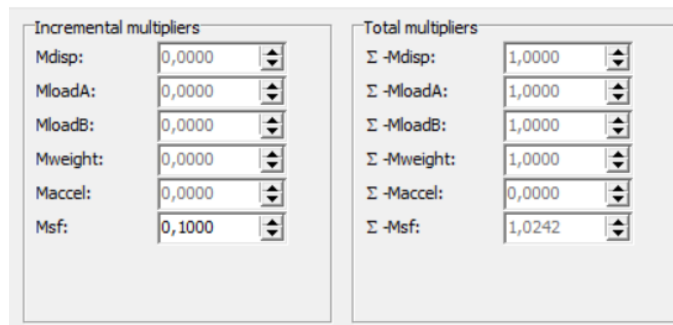 Incremental multipliers
Mdisp: 0,0000
MloadA: 0,0000
MloadB: 0,0000
Mweight: 0,0000
Maccel: 0,0000
Msf: 0,1000
Total multipliers
Σ -Mdisp: 1,0000
Σ -MloadA: 1,0000
Σ -MloadB: 1,0000
Σ -Mweight: 1,0000
Σ -Maccel: 0,0000
Σ -Msf: 1,0242